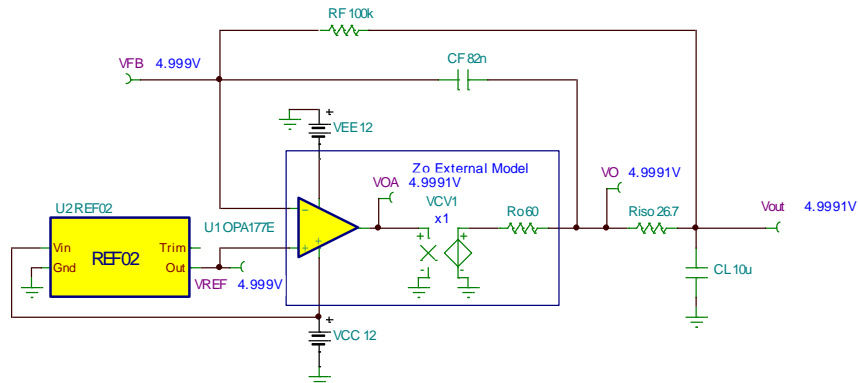 RF 100k
VFB 4.999V
CF 82n
+
VEE 12
Zo External Model
VOA 4.9991V
VCV1
x1
VO 4.9991V
U2 REF02
U1 OPA177E
Ro 60
Riso 26.7
Vout 4.9991V
Vin
Trim
REF02
Gnd
Out
VREF 4.999V
-
+
+
+
-
+
-
CL 10u
+
VCC 12